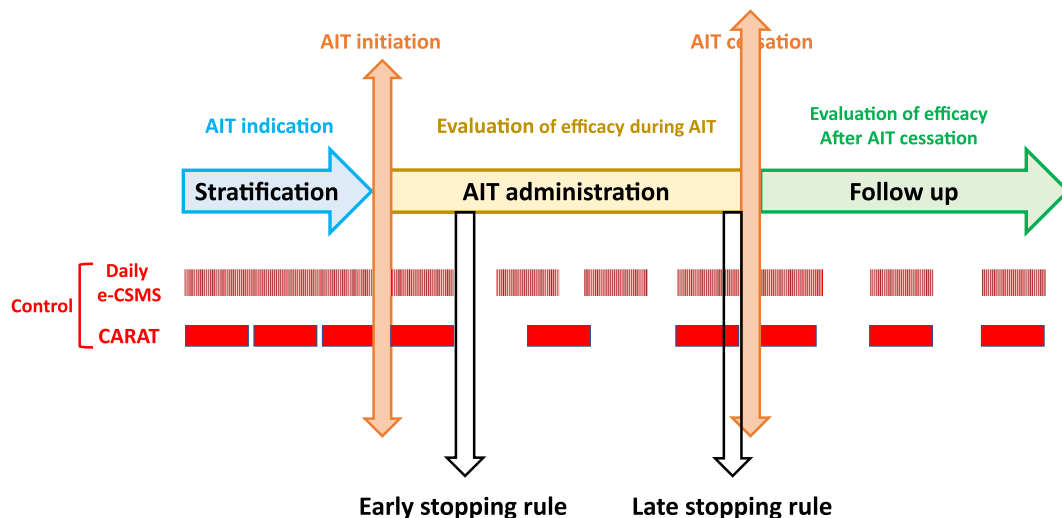 AIT initiation
AIT cessation
AIT indication
Evaluation of efficacy during AIT
Evaluation of efficacy
After AIT cessation
Stratification
AIT administration
Follow up
Control
Daily
e-CSMS
CARAT
Early stopping rule
Late stopping rule